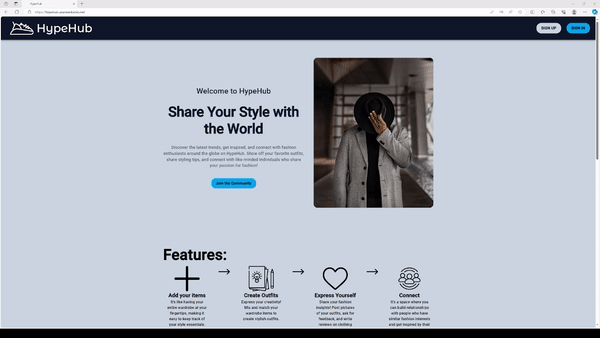 HypeHub
HypeHub
SIGN UP
SIGN IN
Welcome to HypeHub
Share Your Style with
the World
Discover the latest trends, get inspired, and connect with fashion
enthusiasts around the globe on HypeHub. Show off your favorite outfits,
share styling tips, and connect with like-minded individuals who share
your passion for fashion!
Join the Community
Features:
Add your items
It's like having your
entire wardrobe at your
fingertips, making it
easy to keep track of
your style essentials.
Create Outfits
Express your creativity!
Mix and match your
wardrobe items to
create stylish outfits.
Express Yourself
Share your fashion
insights! Post pictures
of your outfits, ask for
feedback, and write
reviews on clothing
Connect
It's a space where you
can build relationships
with people who have
similar fashion interests
and get inspired by their